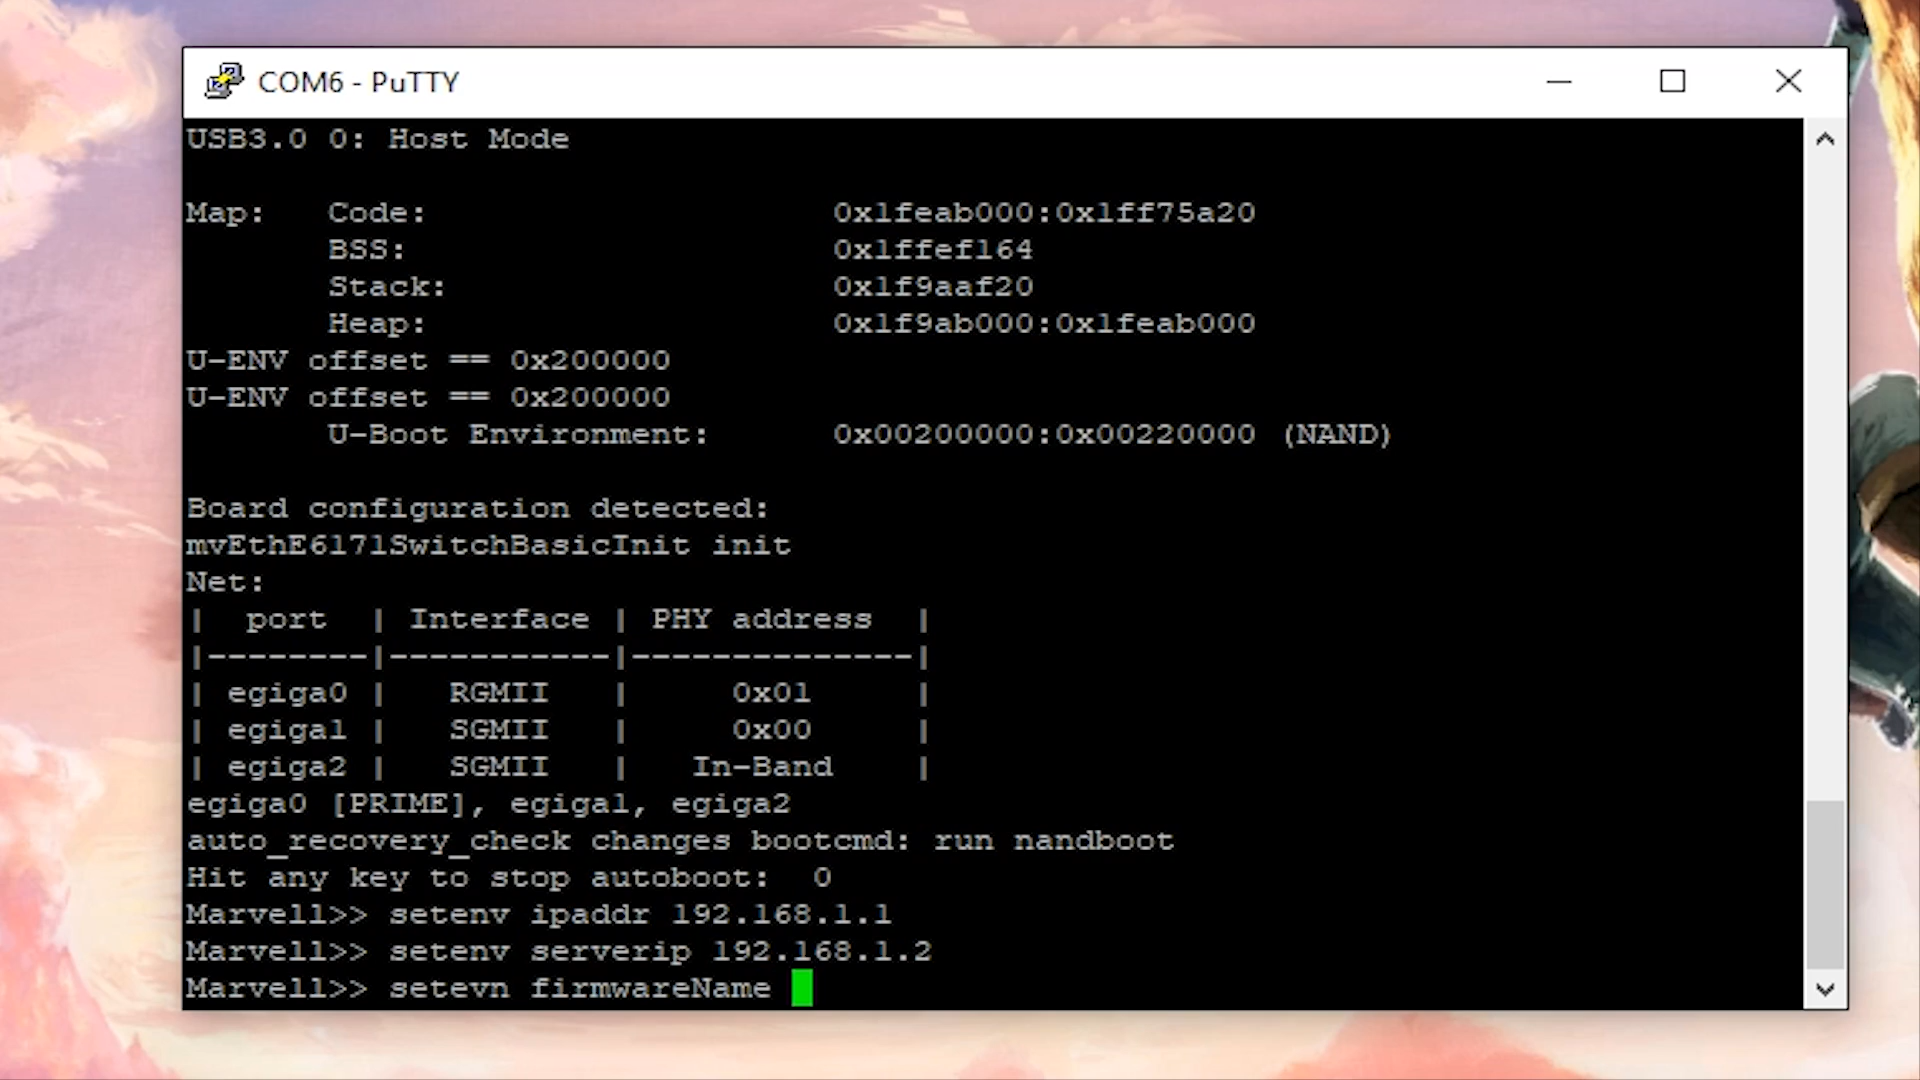 COM6 - PuTTY
USB3.0 0: Host Mode
Map: Code: 0x1feab000:0x1ff75a20
BSS: 0x1ffef164
Stack: 0x1f9aaf20
Heap: 0x1f9ab000:0x1feab000
U-ENV offset == 0x200000
U-ENV offset == 0x200000
U-Boot Environment: 0x00200000:0x00220000 (NAND)
Board configuration detected:
mvEthE6171SwitchBasicInit init
Net:
| port | Interface | PHY address |
|--------|-----------|--------------|
| egiga0 | RGMII | 0x01 |
| egiga1 | SGMII | 0x00 |
| egiga2 | SGMII | In-Band |
egiga0 [PRIME], egiga1, egiga2
auto_recovery_check changes bootcmd: run nandboot
Hit any key to stop autoboot: 0
Marvell>> setenv ipaddr 192.168.1.1
Marvell>> setenv serverip 192.168.1.2
Marvell>> setevn firmwareName